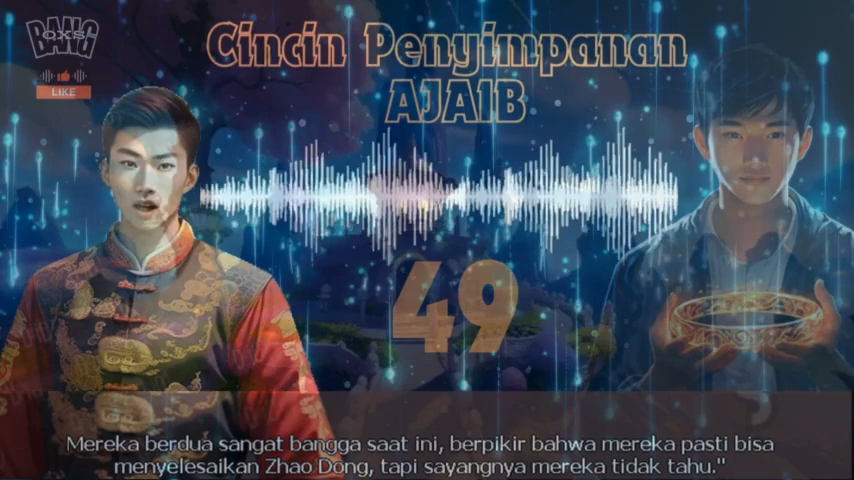 BANG
OXS
LIKE
Cincin Penyimpanan
AJAIB
49
Mereka berdua sangat bangga saat ini, berpikir bahwa mereka pasti bisa
menyelesaikan Zhao Dong, tapi sayangnya mereka tidak tahu."